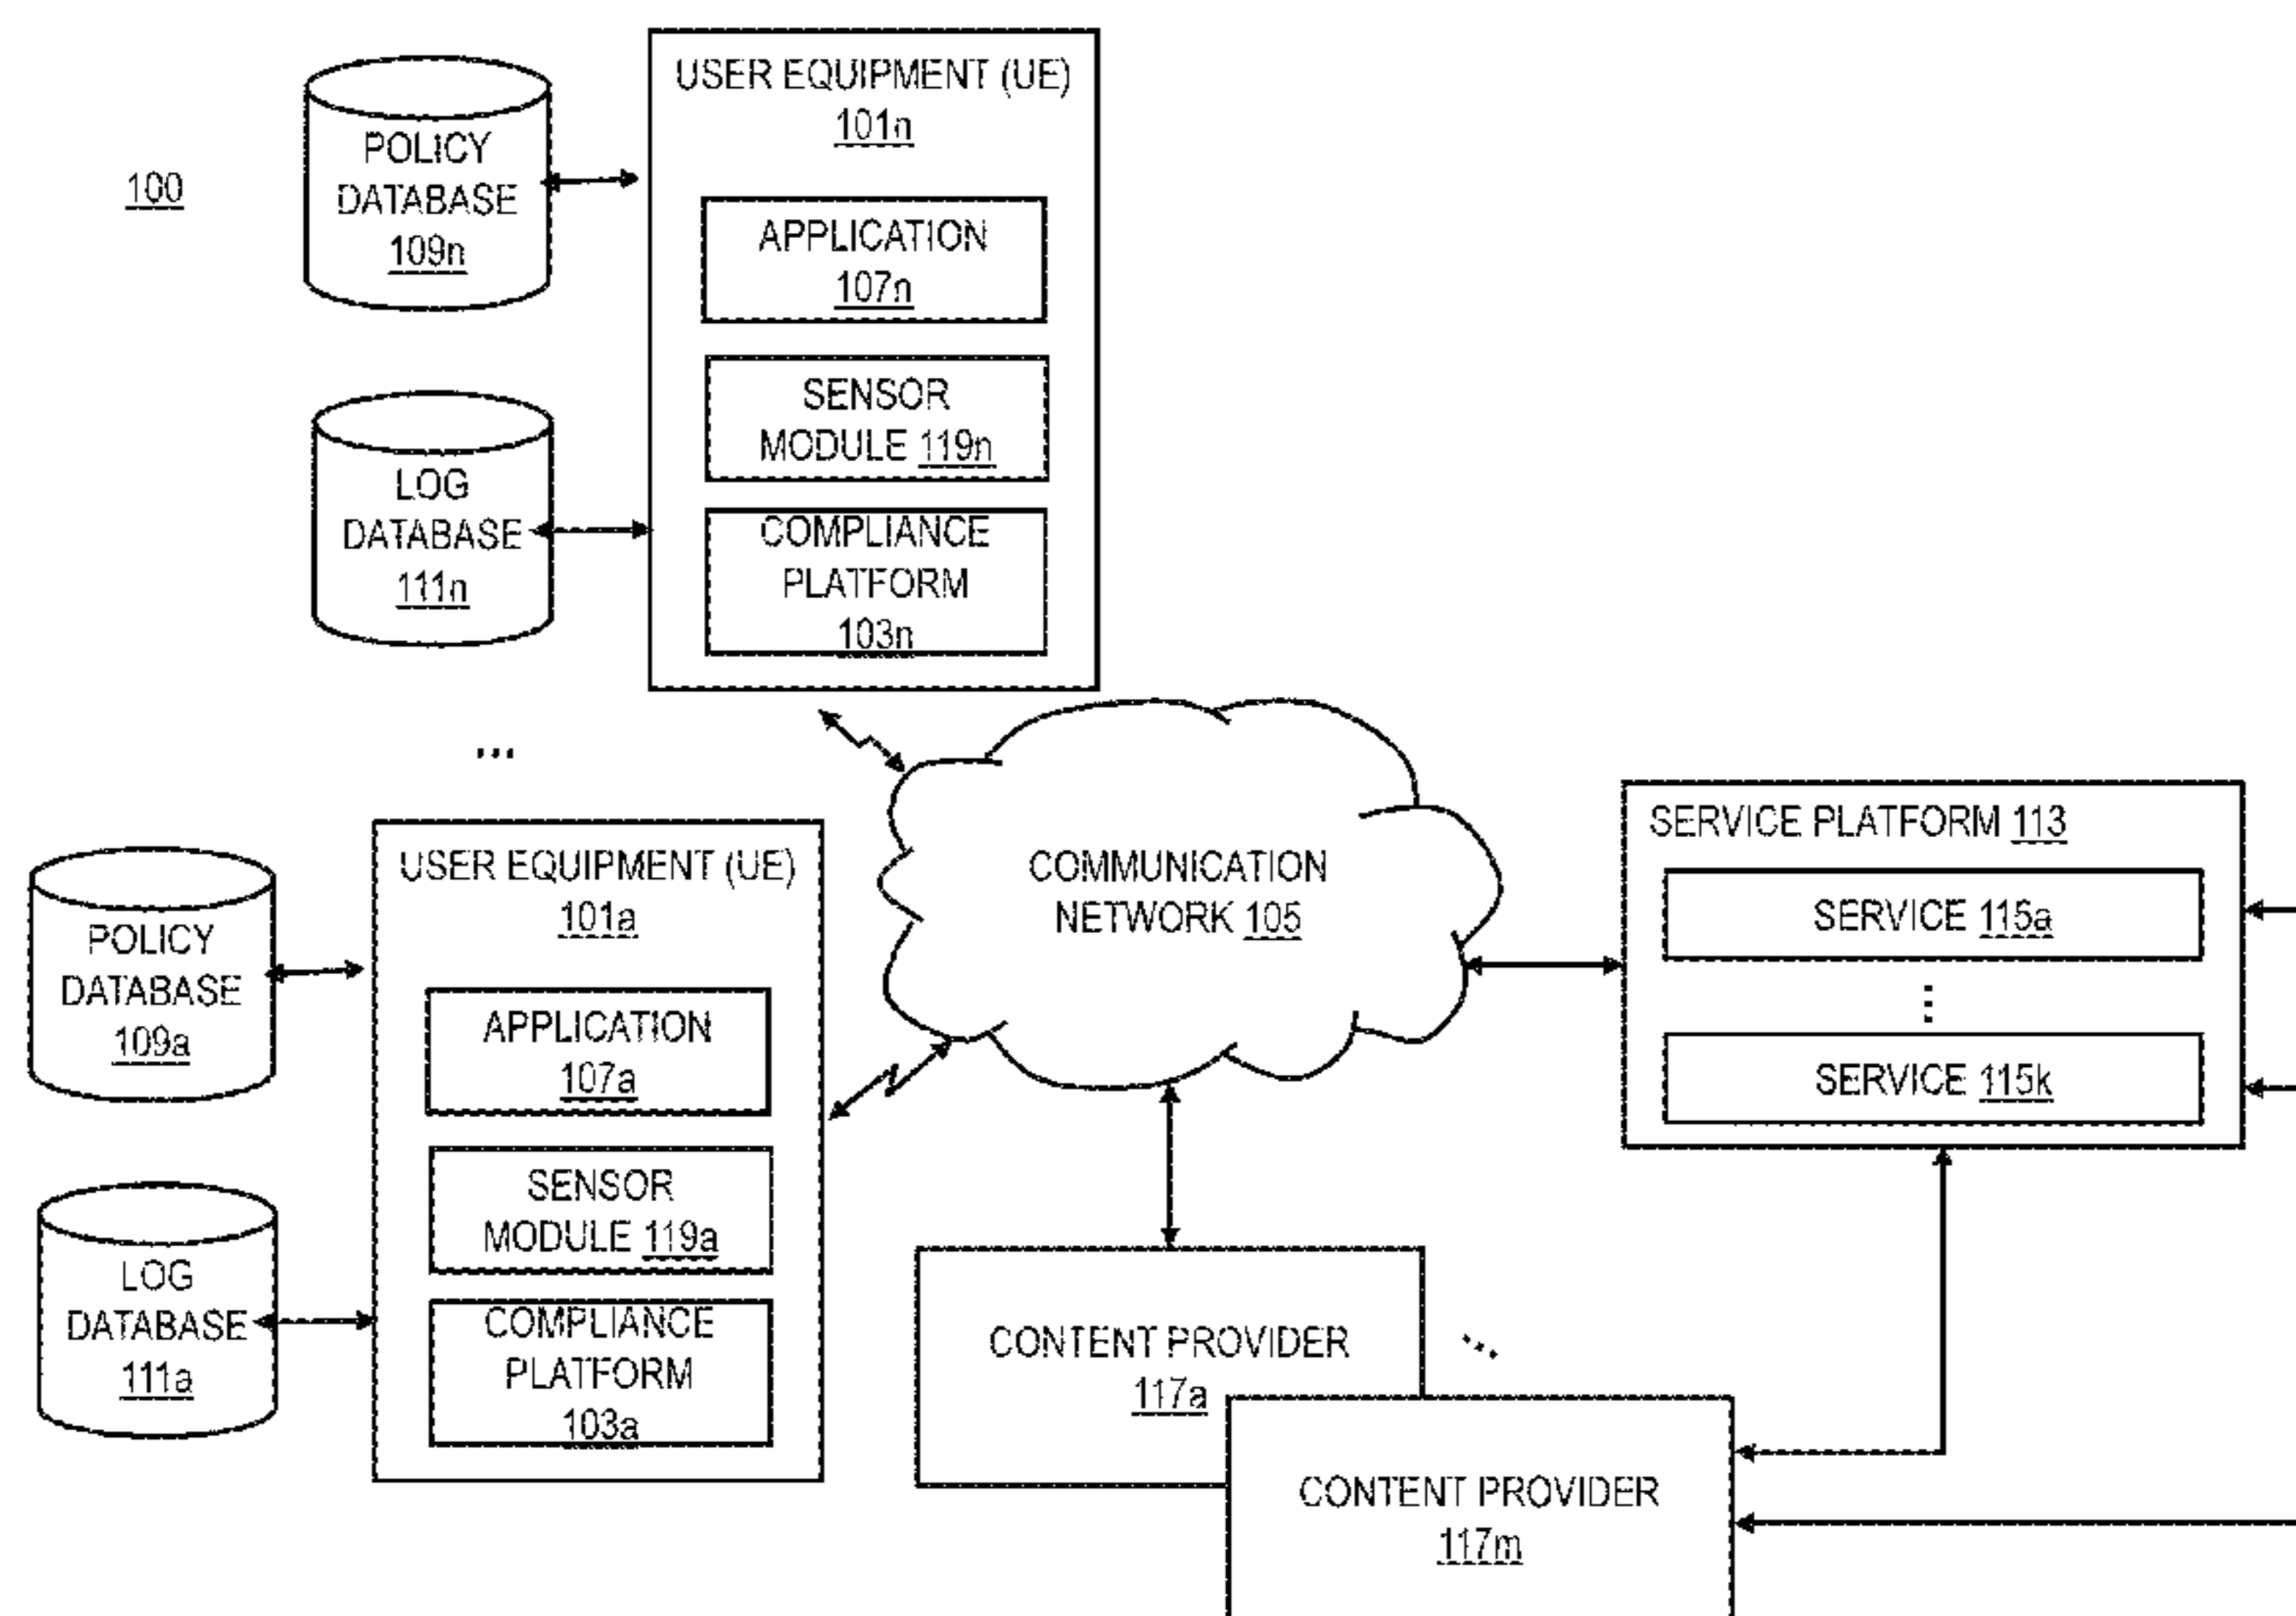 100
POLICY
DATABASE
109n
LOG
DATABASE
111n
USER EQUIPMENT (UE)
101n
APPLICATION
107n
SENSOR
MODULE 119n
COMPLIANCE
PLATFORM
103n
...
POLICY
DATABASE
109a
LOG
DATABASE
111a
USER EQUIPMENT (UE)
101a
APPLICATION
107a
SENSOR
MODULE 119a
COMPLIANCE
PLATFORM
103a
COMMUNICATION
NETWORK 105
SERVICE PLATFORM 113
SERVICE 115a
...
SERVICE 115k
CONTENT PROVIDER
117a
...
CONTENT PROVIDER
117m